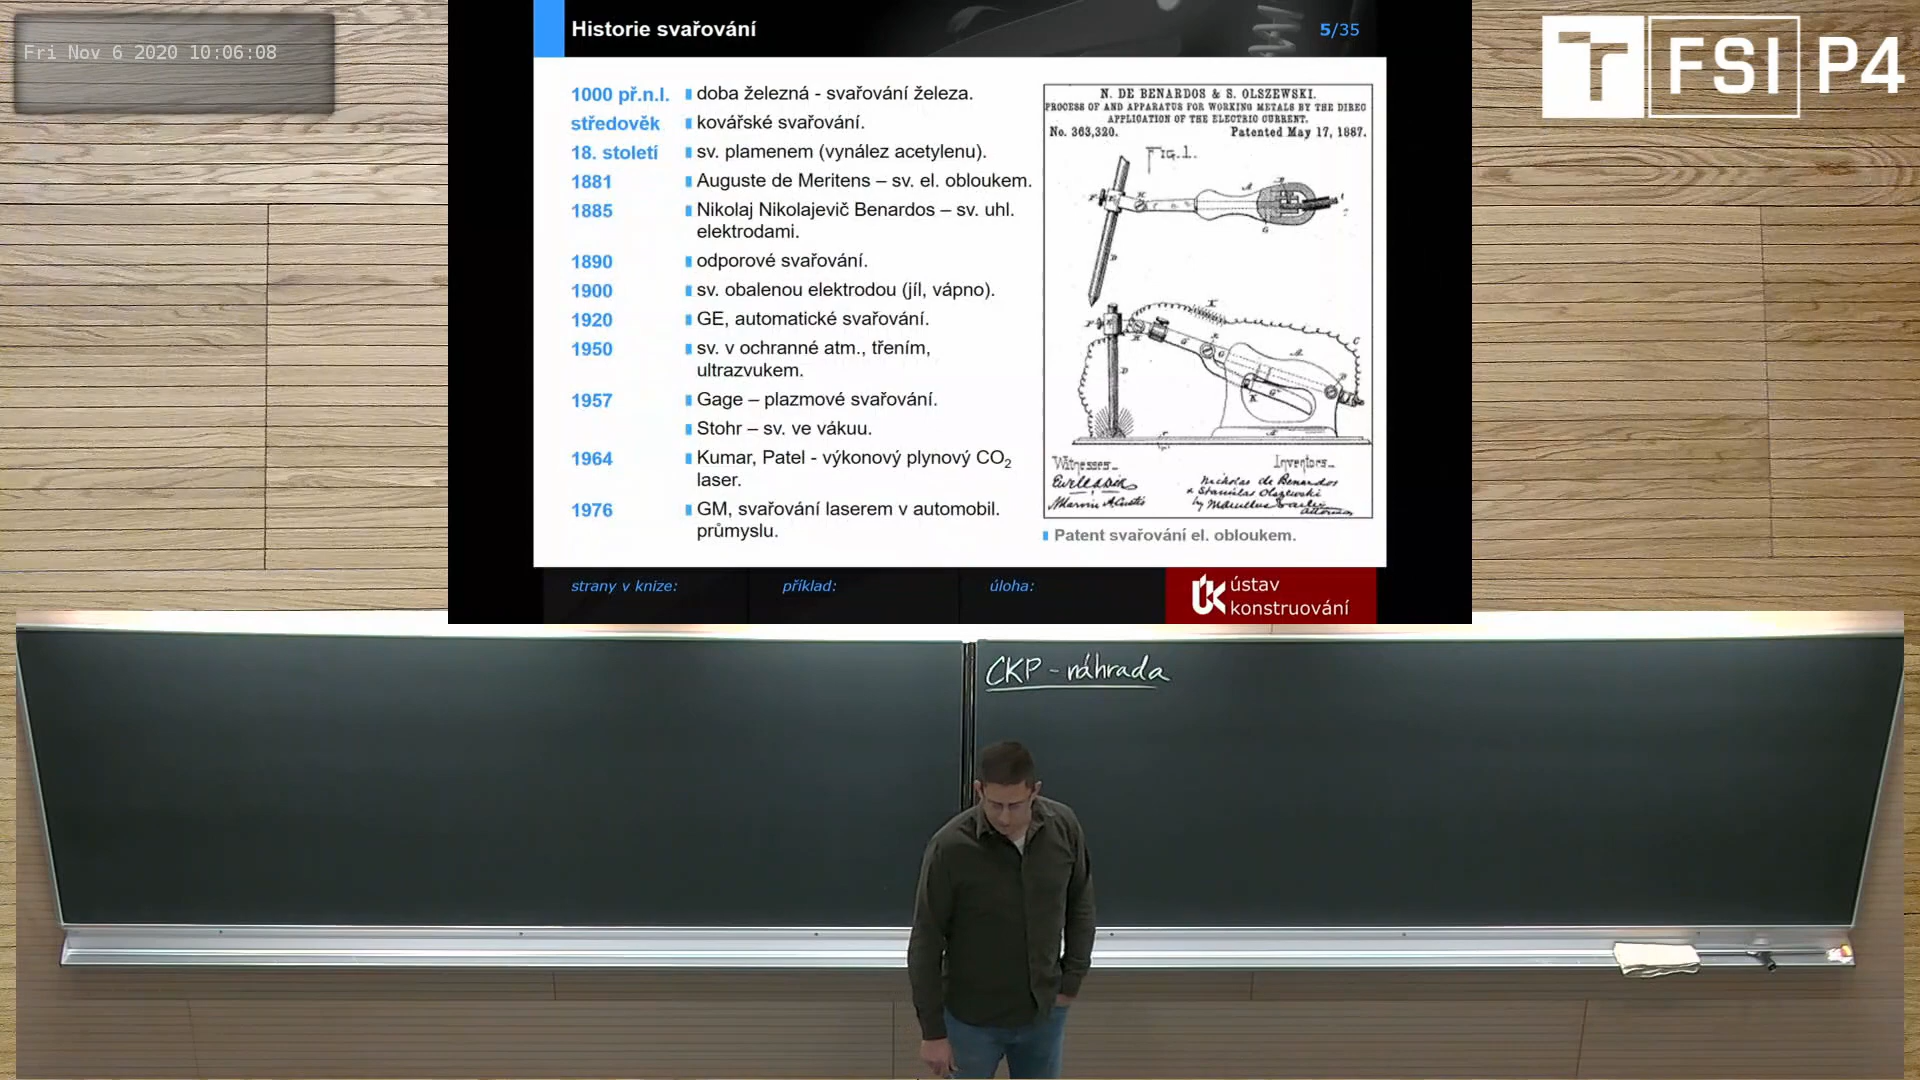 Fri Nov 6 2020 10:06:08
Historie svařování
5/35
FSI P4
1000 př.n.l. doba železná - svařování železa.
středověk kovářské svařování.
18. století sv. plamenem (vynález acetylenu).
1881 Auguste de Meritens – sv. el. obloukem.
1885 Nikolaj Nikolajevič Benardos – sv. uhl.
elektrodami.
1890 odporové svařování.
1900 sv. obalenou elektrodou (jíl, vápno).
1920 GE, automatické svařování.
1950 sv. v ochranné atm., třením,
ultrazvukem.
1957 Gage – plazmové svařování.
Stohr – sv. ve vákuu.
1964 Kumar, Patel - výkonový plynový CO2
laser.
1976 GM, svařování laserem v automobil.
průmyslu.
N. DE BENARDOS & S. OLSZEWSKI.
PROCESS OF AND APPARATUS FOR WORKING METALS BY THE DIREC
APPLICATION OF THE ELECTRIC CURRENT.
No. 363,320. Patented May 17, 1887.
FIG. 1.
Witnesses
Inventors
Nicholas de Benardos
& Stanislas Olszewski
Patent svařování el. obloukem.
strany v knize: příklad: úloha:
ústav
konstruování
CKP - náhrada